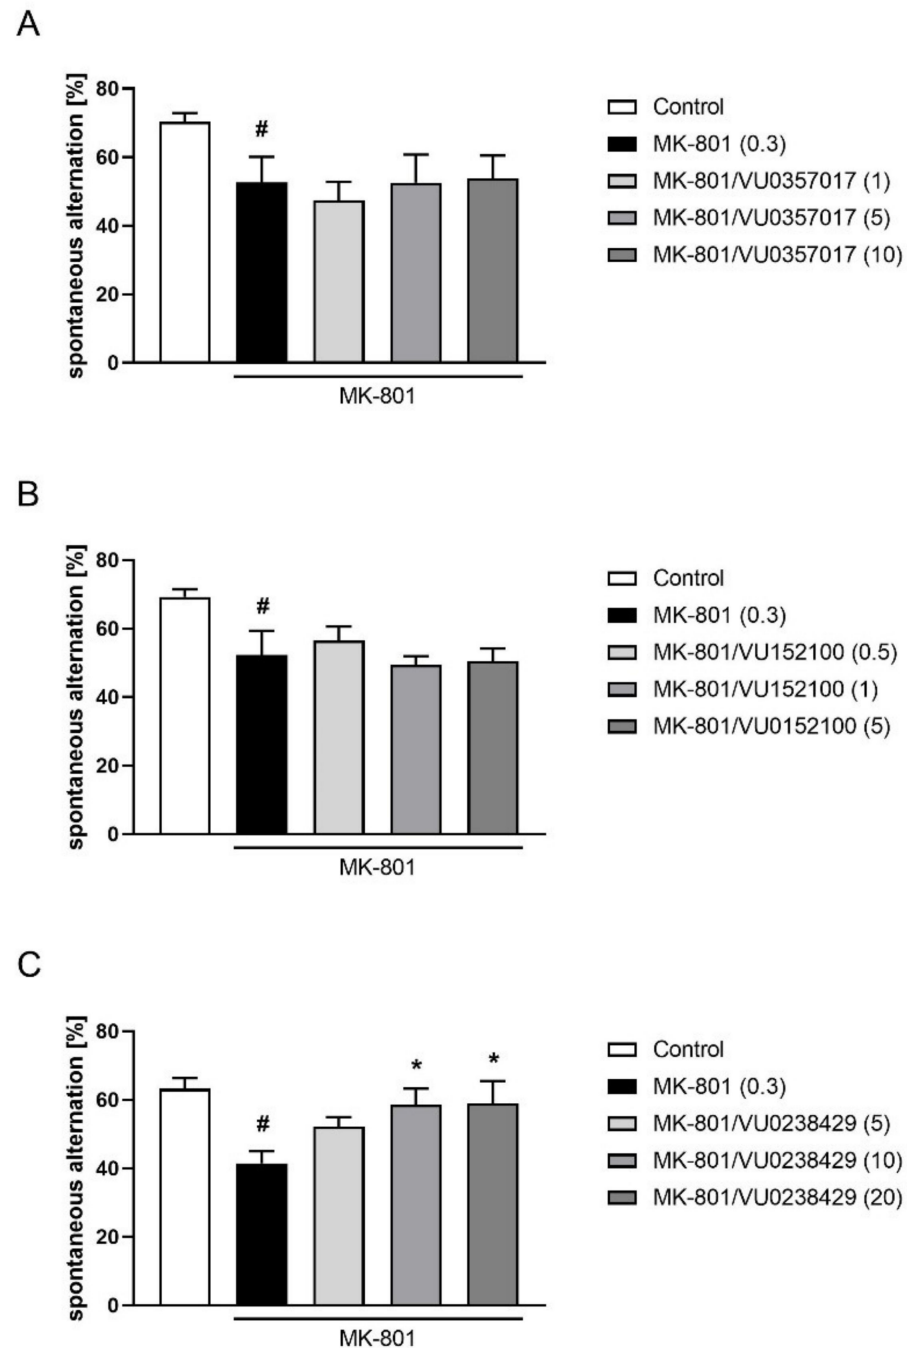 A
spontaneous alternation [%]
80
60
40
20
0
#
MK-801
Control
MK-801 (0.3)
MK-801/VU0357017 (1)
MK-801/VU0357017 (5)
MK-801/VU0357017 (10)
B
spontaneous alternation [%]
80
60
40
20
0
#
MK-801
Control
MK-801 (0.3)
MK-801/VU152100 (0.5)
MK-801/VU152100 (1)
MK-801/VU0152100 (5)
C
spontaneous alternation [%]
80
60
40
20
0
#
*
*
MK-801
Control
MK-801 (0.3)
MK-801/VU0238429 (5)
MK-801/VU0238429 (10)
MK-801/VU0238429 (20)